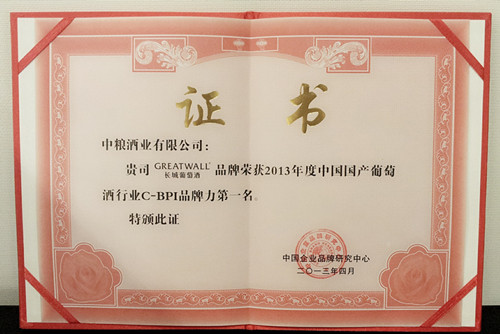 证书
中粮酒业有限公司：
贵司 GREATWALL 长城葡萄酒 品牌荣获2013年度中国国产葡萄
酒行业C-BPI品牌力第一名。
特颁此证
中国企业品牌研究中心
二〇一三年四月